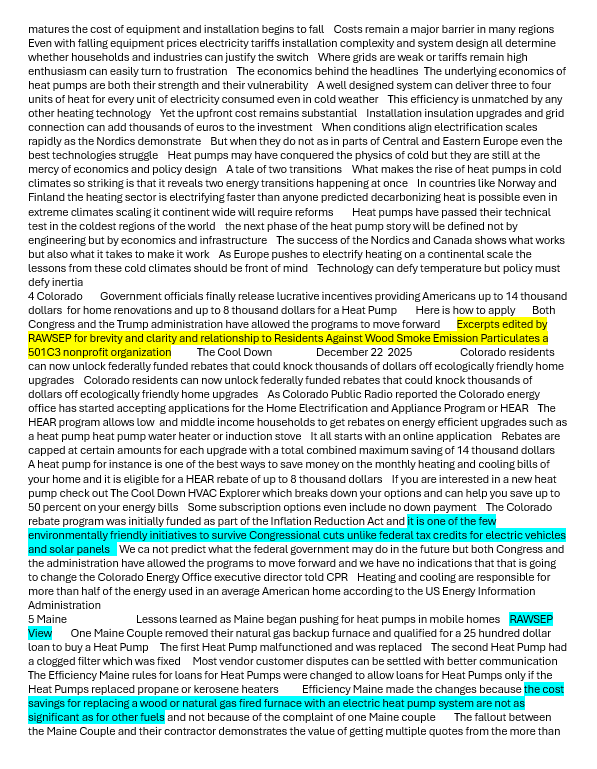 matures the cost of equipment and installation begins to fall    Costs remain a major barrier in many regions
Even with falling equipment prices electricity tariffs installation complexity and system design all determine
whether households and industries can justify the switch    Where grids are weak or tariffs remain high
enthusiasm can easily turn to frustration    The economics behind the headlines  The underlying economics of
heat pumps are both their strength and their vulnerability    A well designed system can deliver three to four
units of heat for every unit of electricity consumed even in cold weather    This efficiency is unmatched by any
other heating technology    Yet the upfront cost remains substantial    Installation insulation upgrades and grid
connection can add thousands of euros to the investment    When conditions align electrification scales
rapidly as the Nordics demonstrate    But when they do not as in parts of Central and Eastern Europe even the
best technologies struggle    Heat pumps may have conquered the physics of cold but they are still at the
mercy of economics and policy design    A tale of two transitions    What makes the rise of heat pumps in cold
climates so striking is that it reveals two energy transitions happening at once    In countries like Norway and
Finland the heating sector is electrifying faster than anyone predicted decarbonizing heat is possible even in
extreme climates scaling it continent wide will require reforms       Heat pumps have passed their technical
test in the coldest regions of the world    the next phase of the heat pump story will be defined not by
engineering but by economics and infrastructure    The success of the Nordics and Canada shows what works
but also what it takes to make it work    As Europe pushes to electrify heating on a continental scale the
lessons from these cold climates should be front of mind    Technology can defy temperature but policy must
defy inertia
4 Colorado       Government officials finally release lucrative incentives providing Americans up to 14 thousand
dollars  for home renovations and up to 8 thousand dollars for a Heat Pump       Here is how to apply      Both
Congress and the Trump administration have allowed the programs to move forward      Excerpts edited by
RAWSEP for brevity and clarity and relationship to Residents Against Wood Smoke Emission Particulates a
501C3 nonprofit organization         The Cool Down               December 22  2025                Colorado residents
can now unlock federally funded rebates that could knock thousands of dollars off ecologically friendly home
upgrades    Colorado residents can now unlock federally funded rebates that could knock thousands of
dollars off ecologically friendly home upgrades    As Colorado Public Radio reported the Colorado energy
office has started accepting applications for the Home Electrification and Appliance Program or HEAR    The
HEAR program allows low  and middle income households to get rebates on energy efficient upgrades such as
a heat pump heat pump water heater or induction stove    It all starts with an online application    Rebates are
capped at certain amounts for each upgrade with a total combined maximum saving of 14 thousand dollars
A heat pump for instance is one of the best ways to save money on the monthly heating and cooling bills of
your home and it is eligible for a HEAR rebate of up to 8 thousand dollars    If you are interested in a new heat
pump check out The Cool Down HVAC Explorer which breaks down your options and can help you save up to
50 percent on your energy bills    Some subscription options even include no down payment    The Colorado
rebate program was initially funded as part of the Inflation Reduction Act and it is one of the few
environmentally friendly initiatives to survive Congressional cuts unlike federal tax credits for electric vehicles
and solar panels    We ca not predict what the federal government may do in the future but both Congress and
the administration have allowed the programs to move forward and we have no indications that that is going
to change the Colorado Energy Office executive director told CPR    Heating and cooling are responsible for
more than half of the energy used in an average American home according to the US Energy Information
Administration
5 Maine                       Lessons learned as Maine began pushing for heat pumps in mobile homes    RAWSEP
View       One Maine Couple removed their natural gas backup furnace and qualified for a 25 hundred dollar
loan to buy a Heat Pump    The first Heat Pump malfunctioned and was replaced    The second Heat Pump had
a clogged filter which was fixed    Most vendor customer disputes can be settled with better communication
The Efficiency Maine rules for loans for Heat Pumps were changed to allow loans for Heat Pumps only if the
Heat Pumps replaced propane or kerosene heaters         Efficiency Maine made the changes because the cost
savings for replacing a wood or natural gas fired furnace with an electric heat pump system are not as
significant as for other fuels and not because of the complaint of one Maine couple       The fallout between
the Maine Couple and their contractor demonstrates the value of getting multiple quotes from the more than